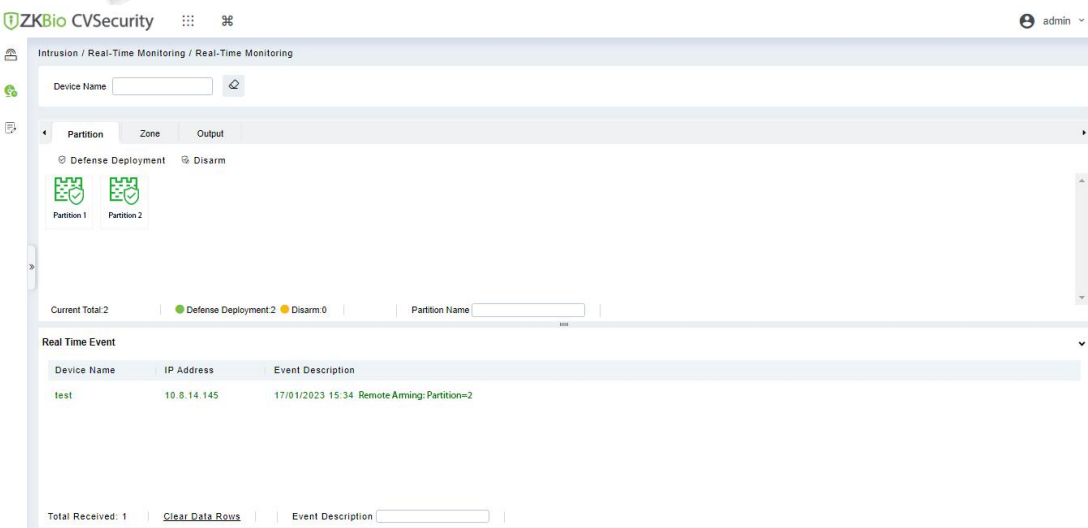 ZKBio CVSecurity
admin
Intrusion / Real-Time Monitoring / Real-Time Monitoring
Device Name
Partition Zone Output
Defense Deployment Disarm
Partition 1 Partition 2
Current Total:2 Defense Deployment:2 Disarm:0 Partition Name
Real Time Event
Device Name IP Address Event Description
test 10.8.14.145 17/01/2023 15:34 Remote Arming: Partition=2
Total Received: 1 Clear Data Rows Event Description